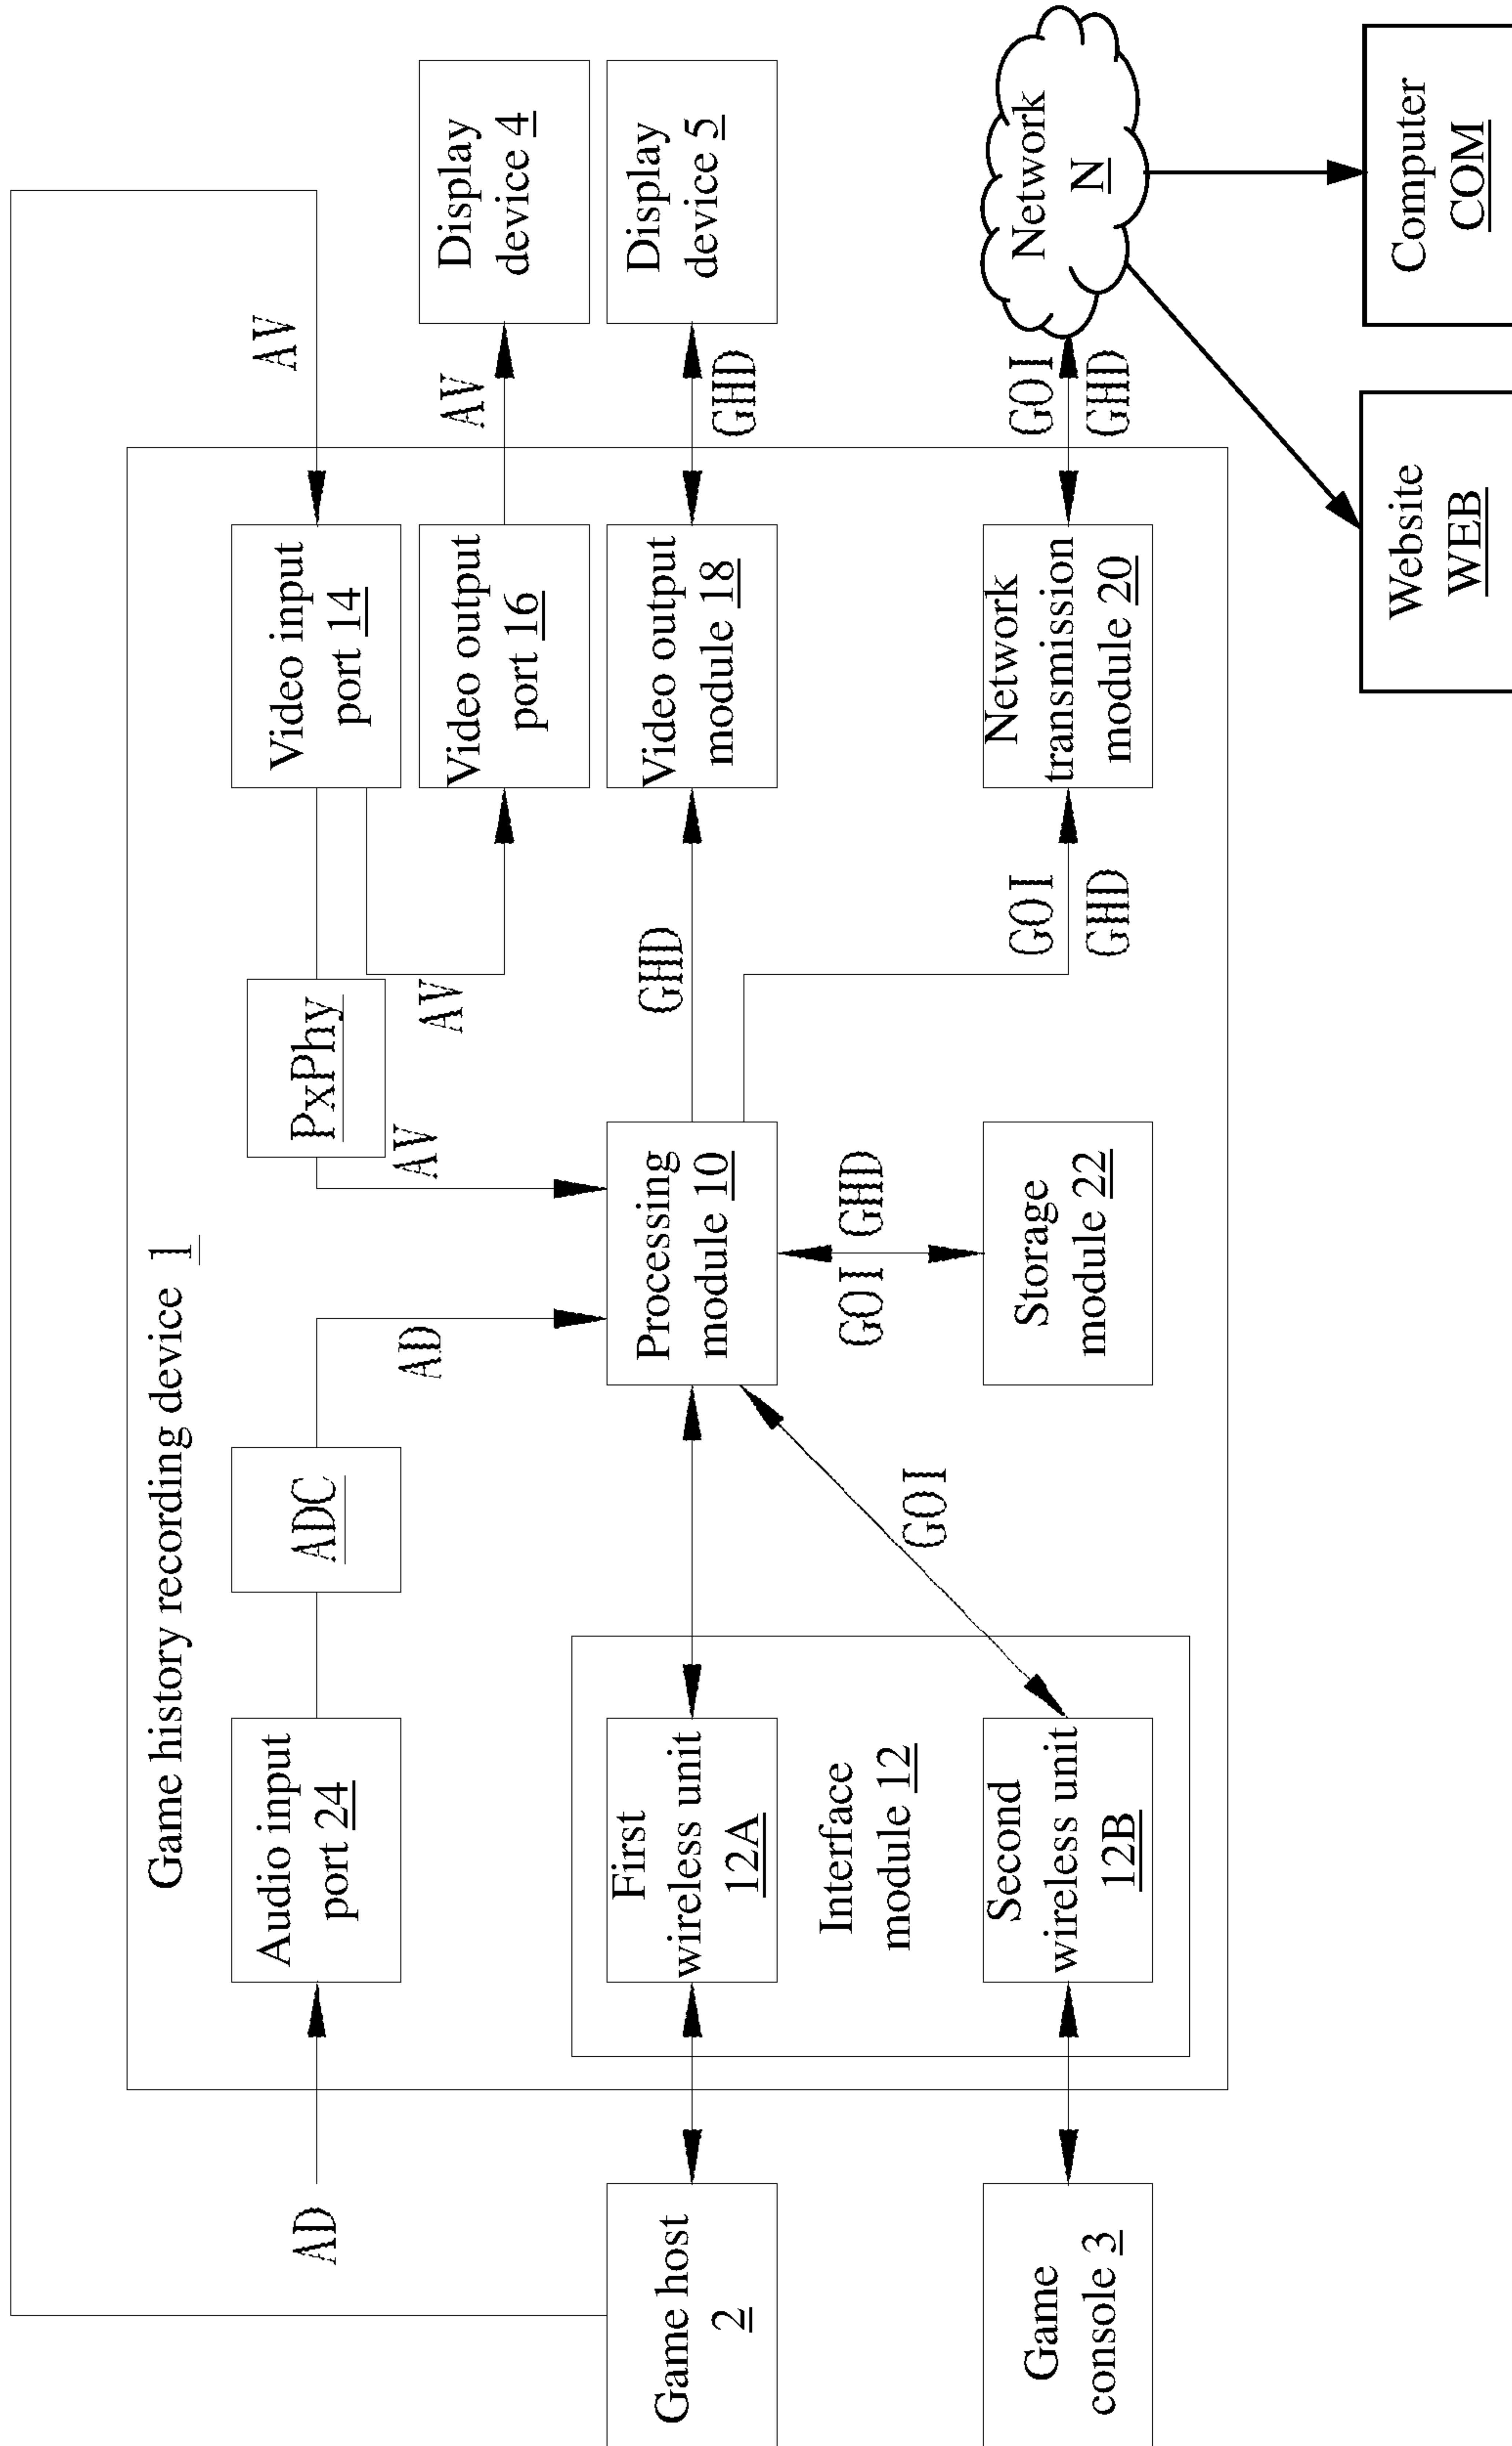 Game history recording device 1
AV
AD
Audio input
port 24
ADC
AD
PxPhy
AV
AV
Video input
port 14
Video output
port 16
AV
Display
device 4
Game host
2
First
wireless unit
12A
Interface
module 12
Second
wireless unit
12B
Game
console 3
GOI
Processing
module 10
GOI GHD
Storage
module 22
GHD
Video output
module 18
GHD
Display
device 5
GOI
GHD
Network
transmission
module 20
GOI
GHD
Network
N
Website
WEB
Computer
COM